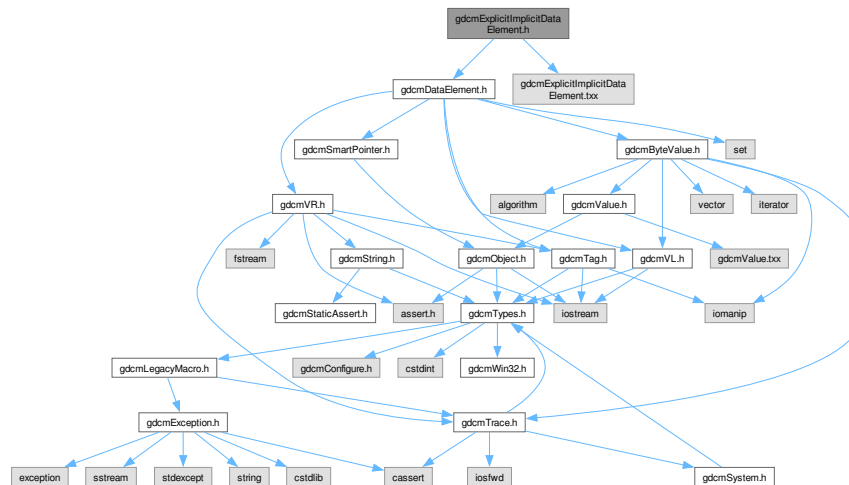 gdcmExplicitImplicitData
Element.h
gdcmDataElement.h
gdcmExplicitImplicitData
Element.txx
gdcmSmartPointer.h
gdcmByteValue.h
set
gdcmVR.h
algorithm
gdcmValue.h
vector
iterator
fstream
gdcmString.h
gdcmObject.h
gdcmTag.h
gdcmVL.h
gdcmValue.txx
gdcmStaticAssert.h
assert.h
gdcmTypes.h
iostream
iomanip
gdcmLegacyMacro.h
gdcmConfigure.h
cstdint
gdcmWin32.h
gdcmException.h
gdcmTrace.h
exception
sstream
stdexcept
string
cstdlib
cassert
iosfwd
gdcmSystem.h